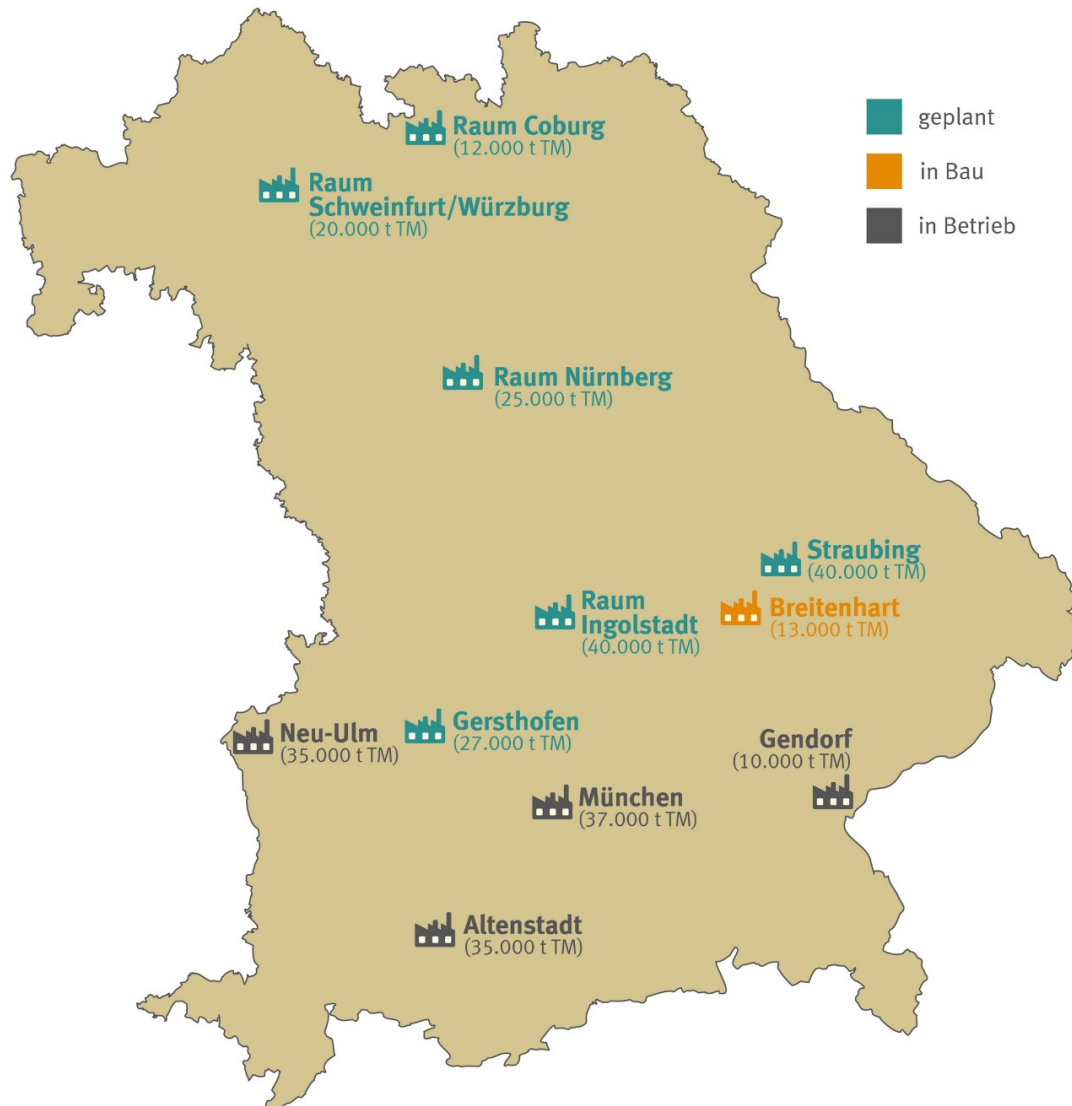 geplant
in Bau
in Betrieb
Raum Coburg
(12.000 t TM)
Raum
Schweinfurt/Würzburg
(20.000 t TM)
Raum Nürnberg
(25.000 t TM)
Straubing
(40.000 t TM)
Raum
Ingolstadt
(40.000 t TM)
Breitenhart
(13.000 t TM)
Neu-Ulm
(35.000 t TM)
Gersthofen
(27.000 t TM)
Gendorf
(10.000 t TM)
München
(37.000 t TM)
Altenstadt
(35.000 t TM)